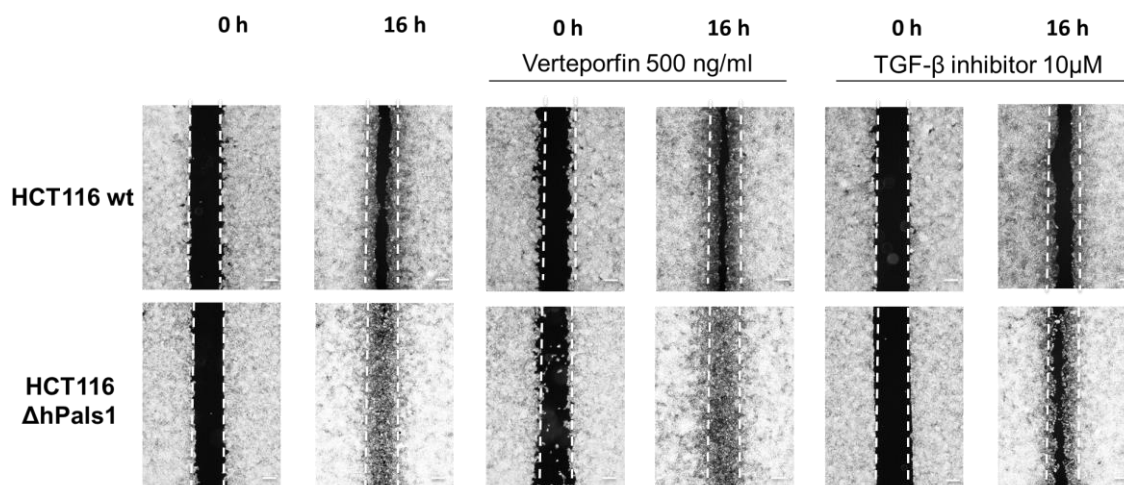 0 h 16 h 0 h 16 h 0 h 16 h
Verteporfin 500 ng/ml TGF-β inhibitor 10µM
HCT116 wt
HCT116
ΔhPals1